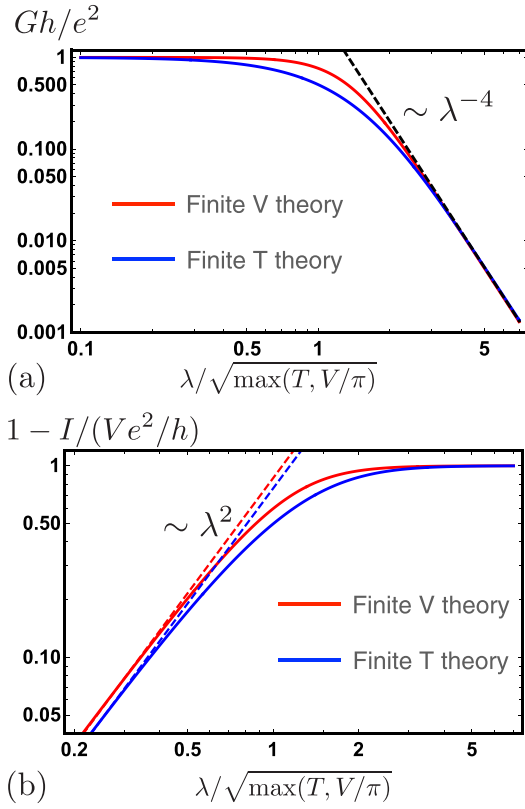 Gh/e²
1
0.500
0.100
0.050
0.010
0.005
0.001
∼ λ⁻⁴
Finite V theory
Finite T theory
0.1 0.5 1 5
(a) λ/√max(T, V/π)
1 − I/(Ve²/h)
1
0.50
0.10
0.05
∼ λ²
Finite V theory
Finite T theory
0.2 0.5 1 2 5
(b) λ/√max(T, V/π)